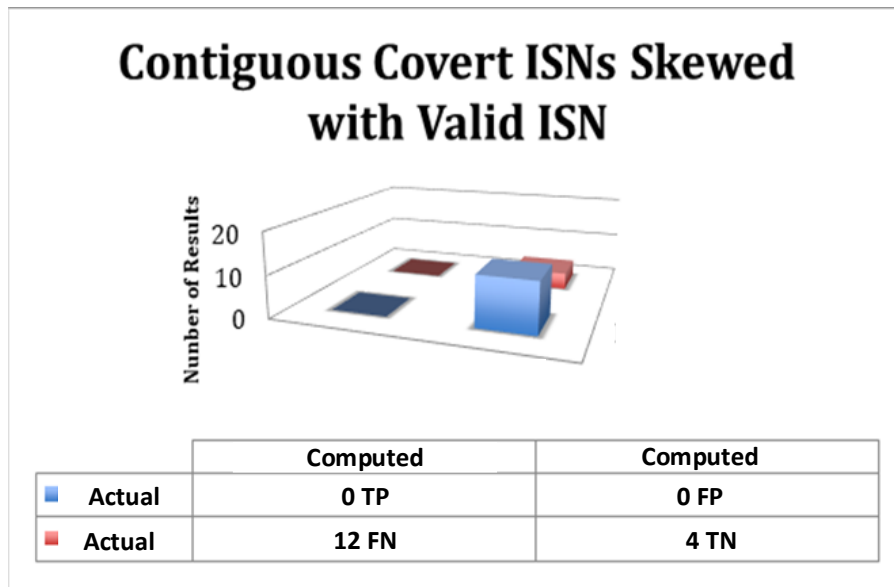 Contiguous Covert ISNs Skewed
with Valid ISN
Nunber of Results
20
10
0
Computed Computed
Actual 0 TP 0 FP
Actual 12 FN 4 TN